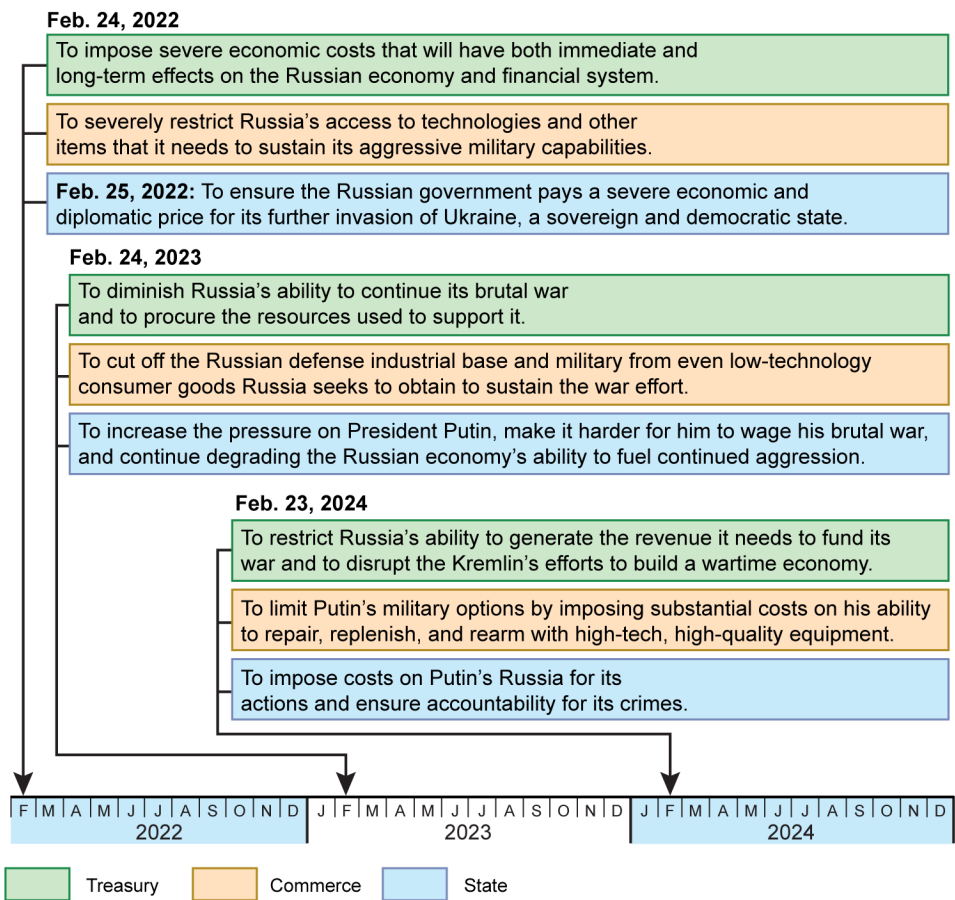 Feb. 24, 2022
To impose severe economic costs that will have both immediate and
long-term effects on the Russian economy and financial system.
To severely restrict Russia’s access to technologies and other
items that it needs to sustain its aggressive military capabilities.
Feb. 25, 2022: To ensure the Russian government pays a severe economic and
diplomatic price for its further invasion of Ukraine, a sovereign and democratic state.
Feb. 24, 2023
To diminish Russia’s ability to continue its brutal war
and to procure the resources used to support it.
To cut off the Russian defense industrial base and military from even low-technology
consumer goods Russia seeks to obtain to sustain the war effort.
To increase the pressure on President Putin, make it harder for him to wage his brutal war,
and continue degrading the Russian economy’s ability to fuel continued aggression.
Feb. 23, 2024
To restrict Russia’s ability to generate the revenue it needs to fund its
war and to disrupt the Kremlin’s efforts to build a wartime economy.
To limit Putin’s military options by imposing substantial costs on his ability
to repair, replenish, and rearm with high-tech, high-quality equipment.
To impose costs on Putin’s Russia for its
actions and ensure accountability for its crimes.
F M A M J J A S O N D J F M A M J J A S O N D J F M A M J J A S O N D
2022 2023 2024
Treasury Commerce State